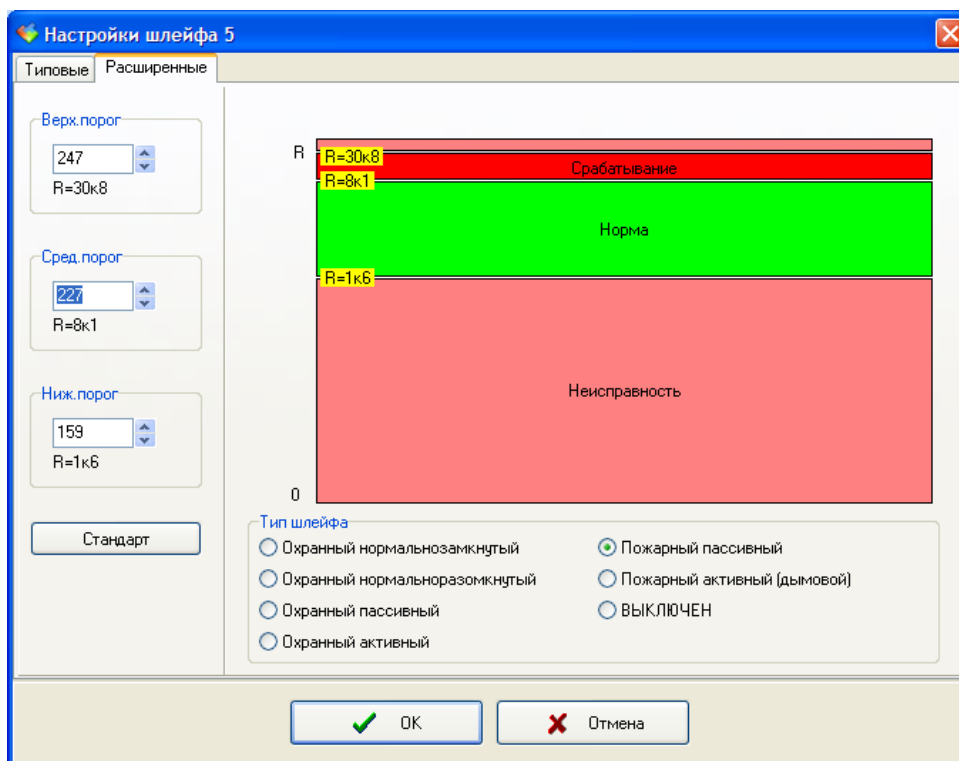 Настройки шлейфа 5
Типовые
Расширенные
Верх.порог
247
R=30к8
Сред.порог
227
R=8к1
Ниж.порог
159
R=1к6
Стандарт
R
R=30к8
Срабатывание
R=8к1
Норма
R=1к6
Неисправность
0
Тип шлейфа
Охранный нормальнозамкнутый
Охранный нормальноразомкнутый
Охранный пассивный
Охранный активный
Пожарный пассивный
Пожарный активный (дымовой)
ВЫКЛЮЧЕН
OK
Отмена